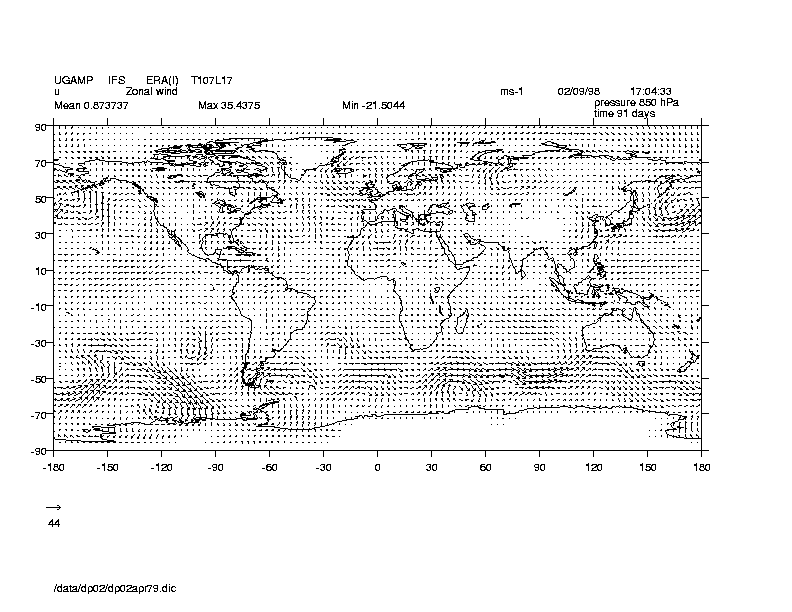 UGAMP IFS ERA(I) T107L17
u Zonal wind ms-1 02/09/98 17:04:33
Mean 0.873737 Max 35.4375 Min -21.5044 pressure 850 hPa
time 91 days
90
70
50
30
10
-10
-30
-50
-70
-90
-180 -150 -120 -90 -60 -30 0 30 60 90 120 150 180
44
/data/dp02/dp02apr79.dic